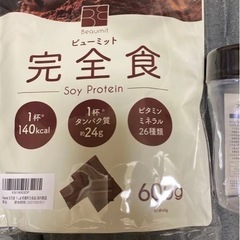 Beaumit
ビューミット
完全食
Soy Protein
1杯
140kcal
1杯
タンパク質
約24g
ビタミン
ミネラル
26種類
600g